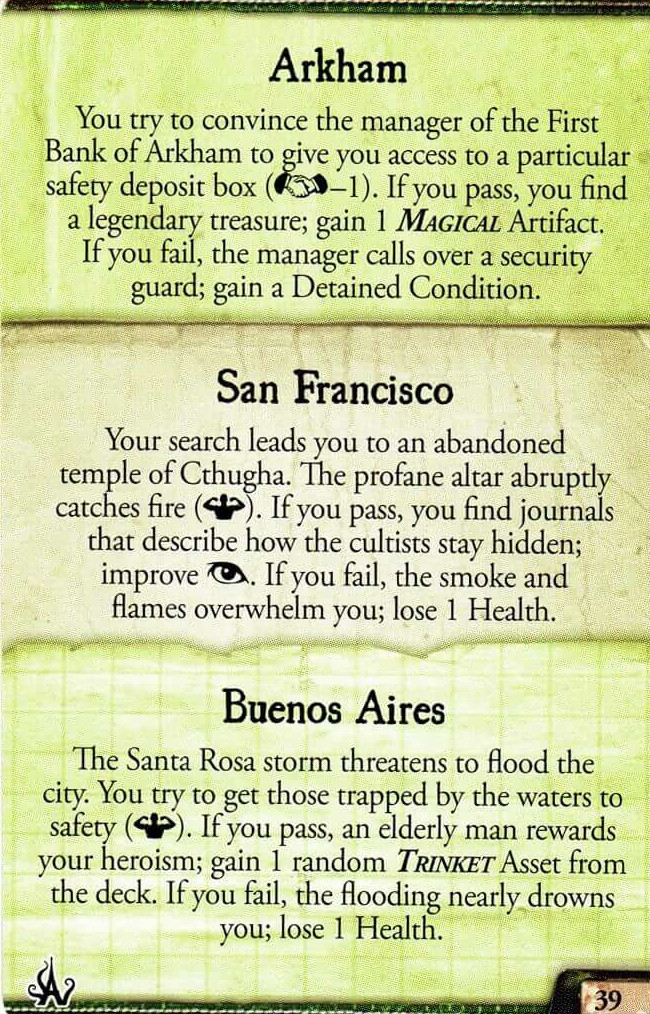 Arkham
You try to convince the manager of the First
Bank of Arkham to give you access to a particular
safety deposit box (–1). If you pass, you find
a legendary treasure; gain 1 MAGICAL Artifact.
If you fail, the manager calls over a security
guard; gain a Detained Condition.
San Francisco
Your search leads you to an abandoned
temple of Cthugha. The profane altar abruptly
catches fire (). If you pass, you find journals
that describe how the cultists stay hidden;
improve . If you fail, the smoke and
flames overwhelm you; lose 1 Health.
Buenos Aires
The Santa Rosa storm threatens to flood the
city. You try to get those trapped by the waters to
safety (). If you pass, an elderly man rewards
your heroism; gain 1 random TRINKET Asset from
the deck. If you fail, the flooding nearly drowns
you; lose 1 Health.
39